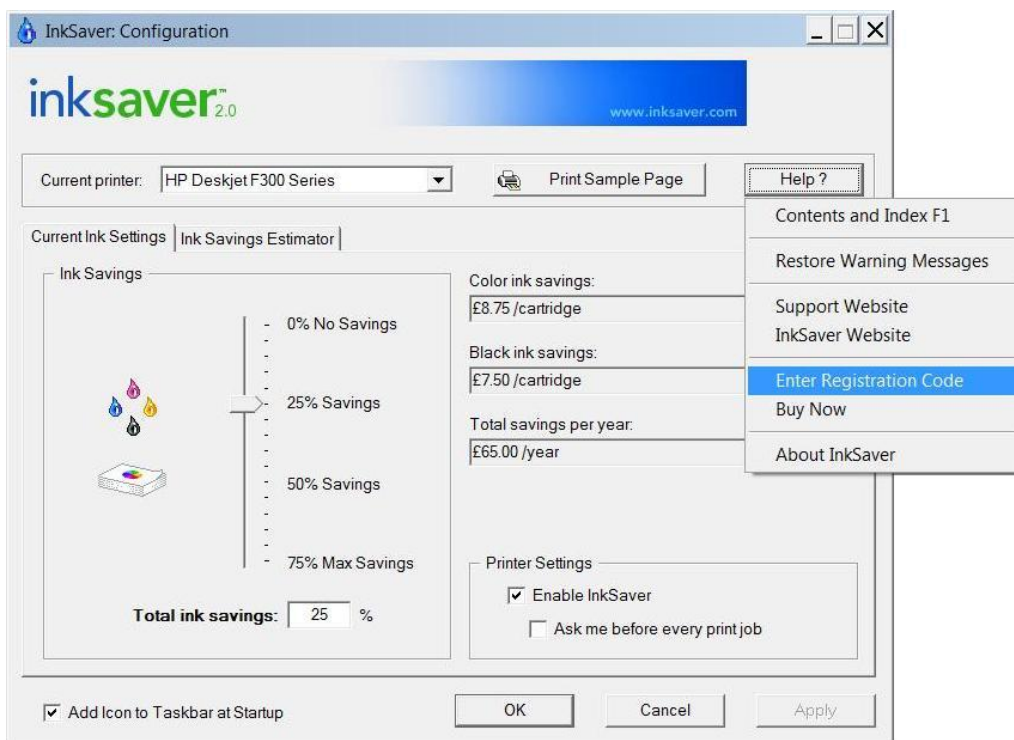 InkSaver: Configuration
inksaver™ 2.0
www.inksaver.com
Current printer: HP Deskjet F300 Series Print Sample Page Help ?
Contents and Index F1
Restore Warning Messages
Support Website
InkSaver Website
Enter Registration Code
Buy Now
About InkSaver
Current Ink Settings Ink Savings Estimator
Ink Savings
0% No Savings
25% Savings
50% Savings
75% Max Savings
Total ink savings: 25 %
Color ink savings:
£8.75 /cartridge
Black ink savings:
£7.50 /cartridge
Total savings per year:
£65.00 /year
Printer Settings
Enable InkSaver
Ask me before every print job
Add Icon to Taskbar at Startup OK Cancel Apply